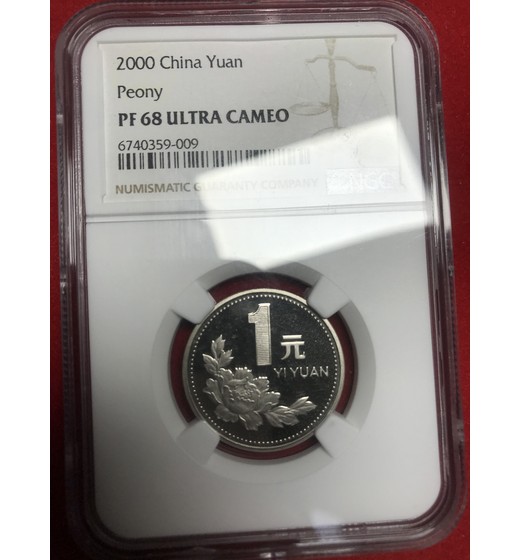 2000 China Yuan
Peony
PF 68 ULTRA CAMEO
6740359-009
NUMISMATIC GUARANTY COMPANY
NGC
1元
YI YUAN